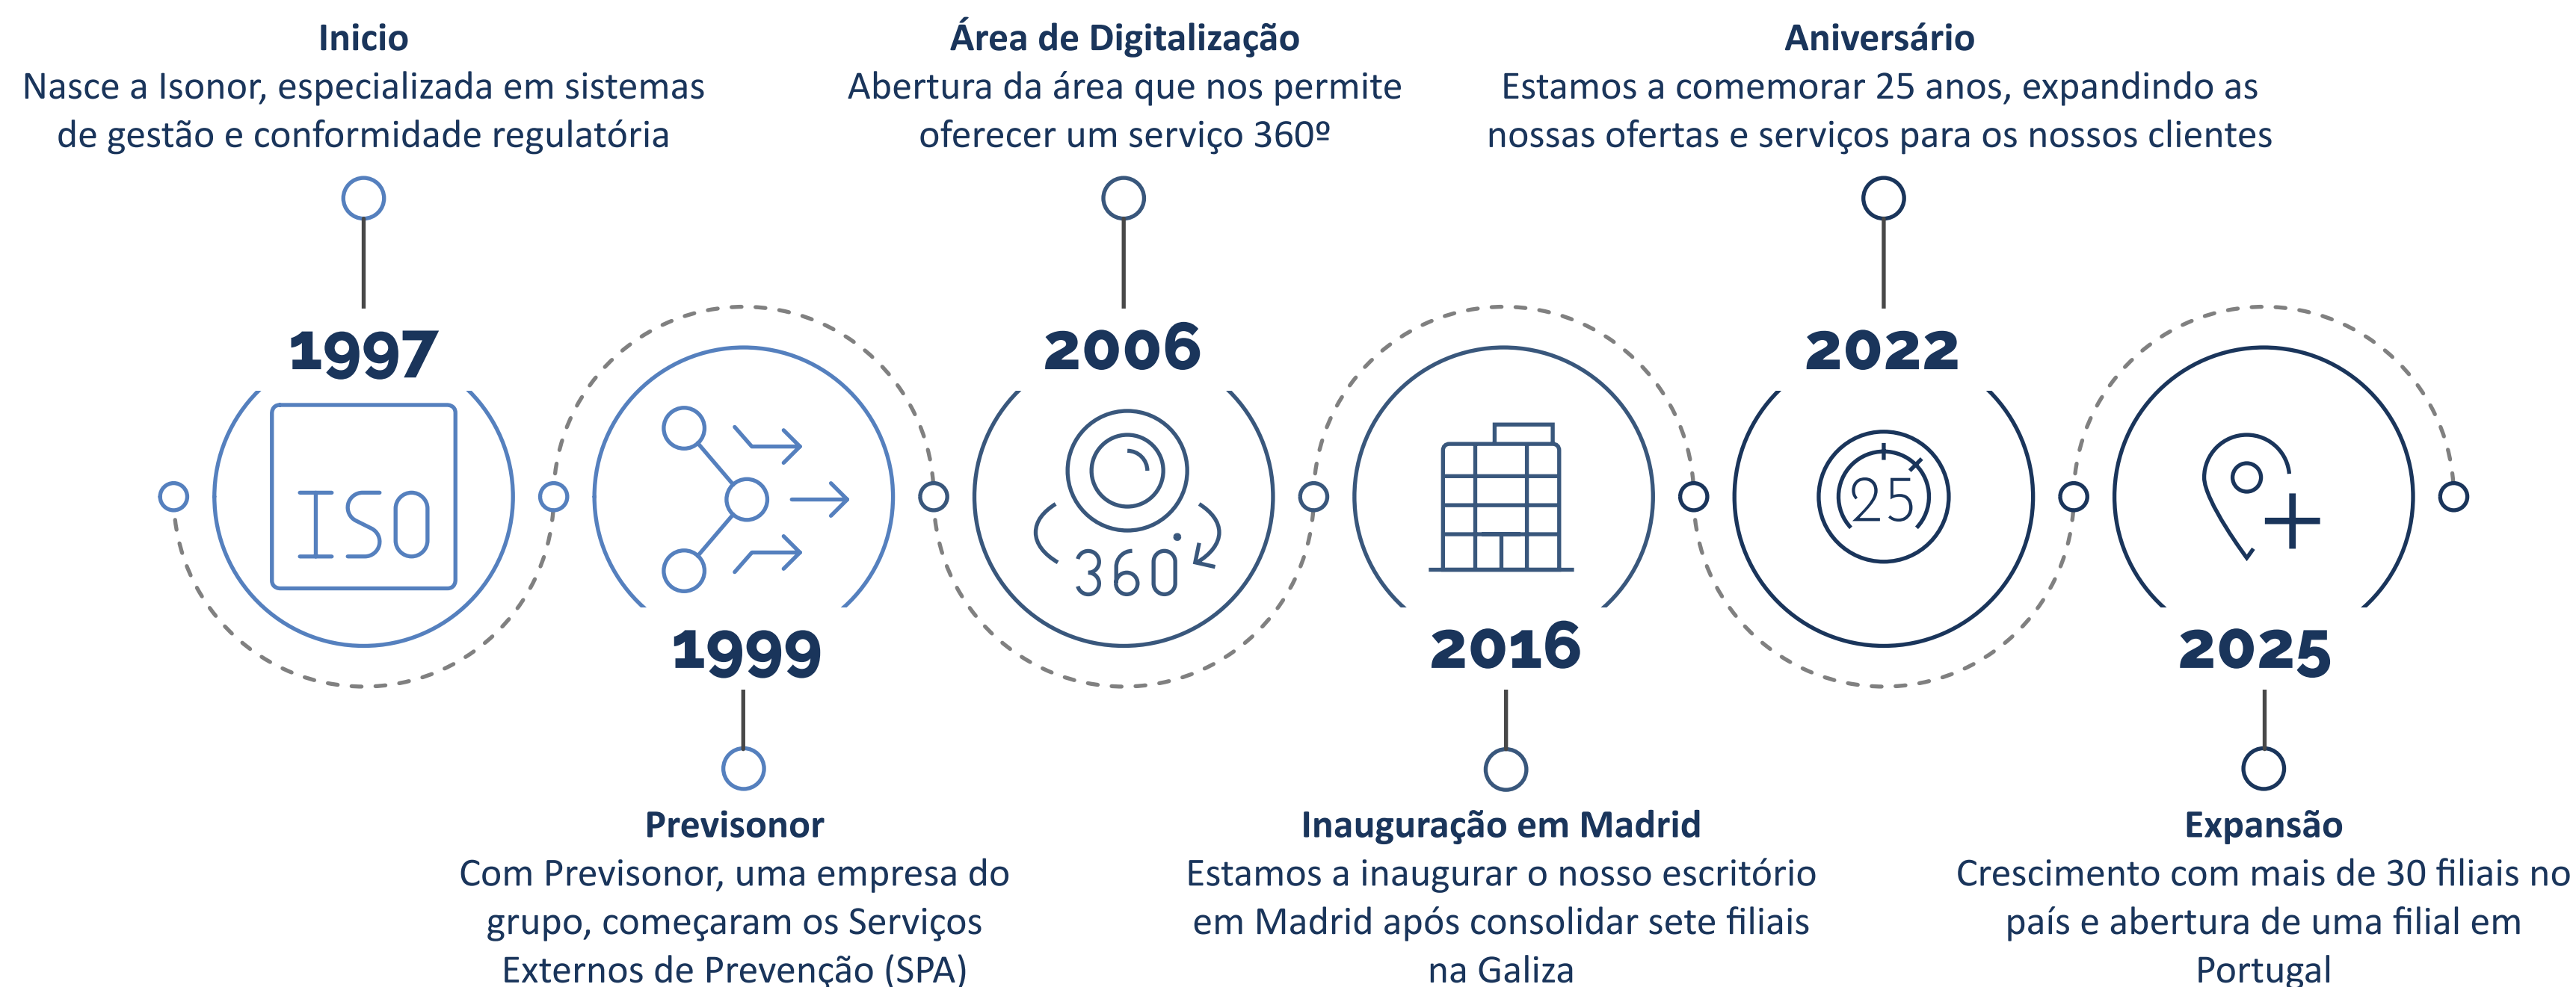 Inicio
Nasce a Isonor, especializada em sistemas
de gestão e conformidade regulatória
1997
ISO
1999
Previsonor
Com Previsonor, uma empresa do
grupo, começaram os Serviços
Externos de Prevenção (SPA)
Área de Digitalização
Abertura da área que nos permite
oferecer um serviço 360º
2006
360°
2016
Inauguração em Madrid
Estamos a inaugurar o nosso escritório
em Madrid após consolidar sete filiais
na Galiza
Aniversário
Estamos a comemorar 25 anos, expandindo as
nossas ofertas e serviços para os nossos clientes
2022
25
2025
Expansão
Crescimento com mais de 30 filiais no
país e abertura de uma filial em
Portugal